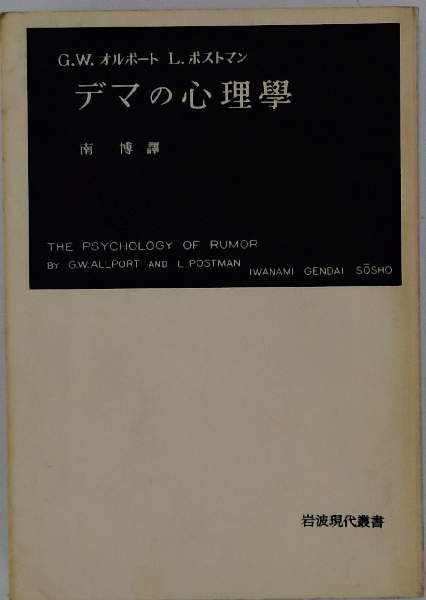 G.W. オルポート L. ポストマン
デマの心理學
南 博 譯
THE PSYCHOLOGY OF RUMOR
BY G.W.ALLPORT AND L.POSTMAN
IWANAMI GENDAI SŌSHO
岩波現代叢書